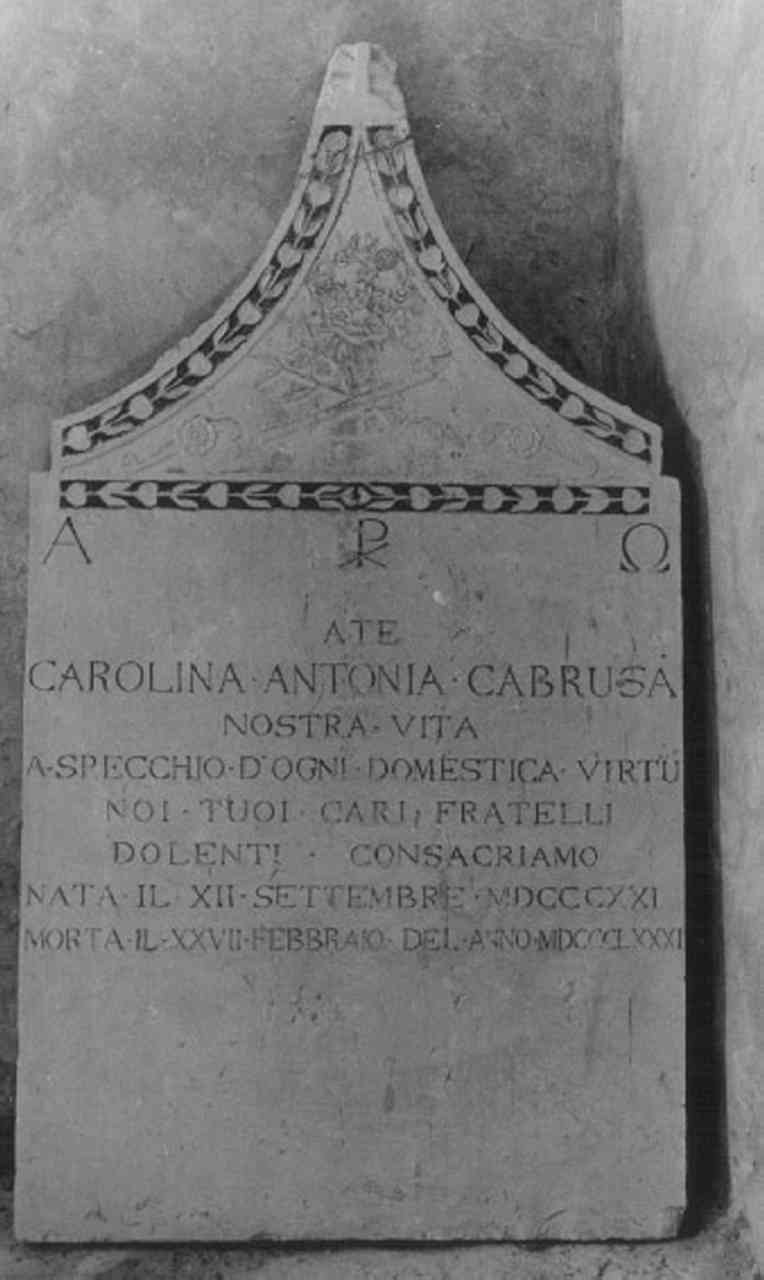 Α ☧ Ω
A TE
CAROLINA · ANTONIA · CABRUSÀ
NOSTRA · VITA
A · SPECCHIO · D'OGNI · DOMESTICA · VIRTÙ
NOI · TUOI · CARI, FRATELLI
DOLENTI · CONSACRIAMO
NATA · IL XII · SETTEMBRE · MDCCCXXI
MORTA · IL · XXVII · FEBBRAIO · DEL · ANNO · MDCCCLXXXI